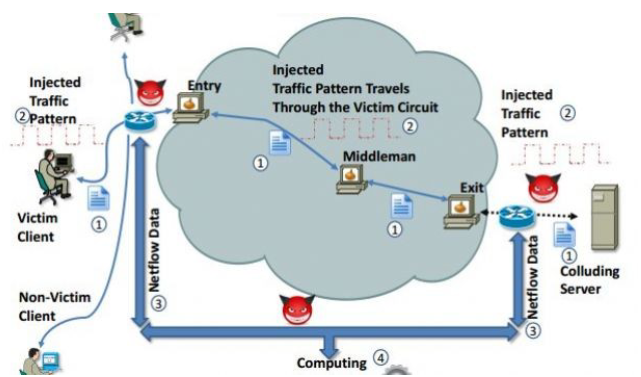 Injected
Traffic
Pattern
②
Entry
Injected
Traffic Pattern Travels
Through the Victim Circuit
②
Injected
Traffic
Pattern
②
①
Middleman
①
Exit
Victim
Client
①
①
Colluding
Server
Netflow Data
③
Netflow Data
③
Non-Victim
Client
Computing ④